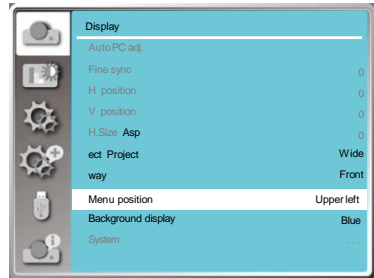 Display
Auto PC adj.
Fine sync 0
H position 0
V position 0
H.Size Asp 0
ect Project Wide
way Front
Menu position Upper left
Background display Blue
System ...